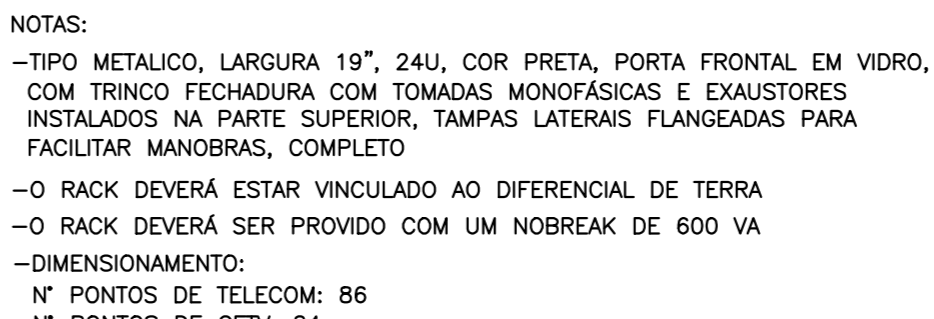 NOTAS:
-TIPO METALICO, LARGURA 19", 24U, COR PRETA, PORTA FRONTAL EM VIDRO,
COM TRINCO FECHADURA COM TOMADAS MONOFÁSICAS E EXAUSTORES
INSTALADOS NA PARTE SUPERIOR, TAMPAS LATERAIS FLANGEADAS PARA
FACILITAR MANOBRAS, COMPLETO
-O RACK DEVERÁ ESTAR VINCULADO AO DIFERENCIAL DE TERRA
-O RACK DEVERÁ SER PROVIDO COM UM NOBREAK DE 600 VA
-DIMENSIONAMENTO:
N° PONTOS DE TELECOM: 86
N° PONTOS DE